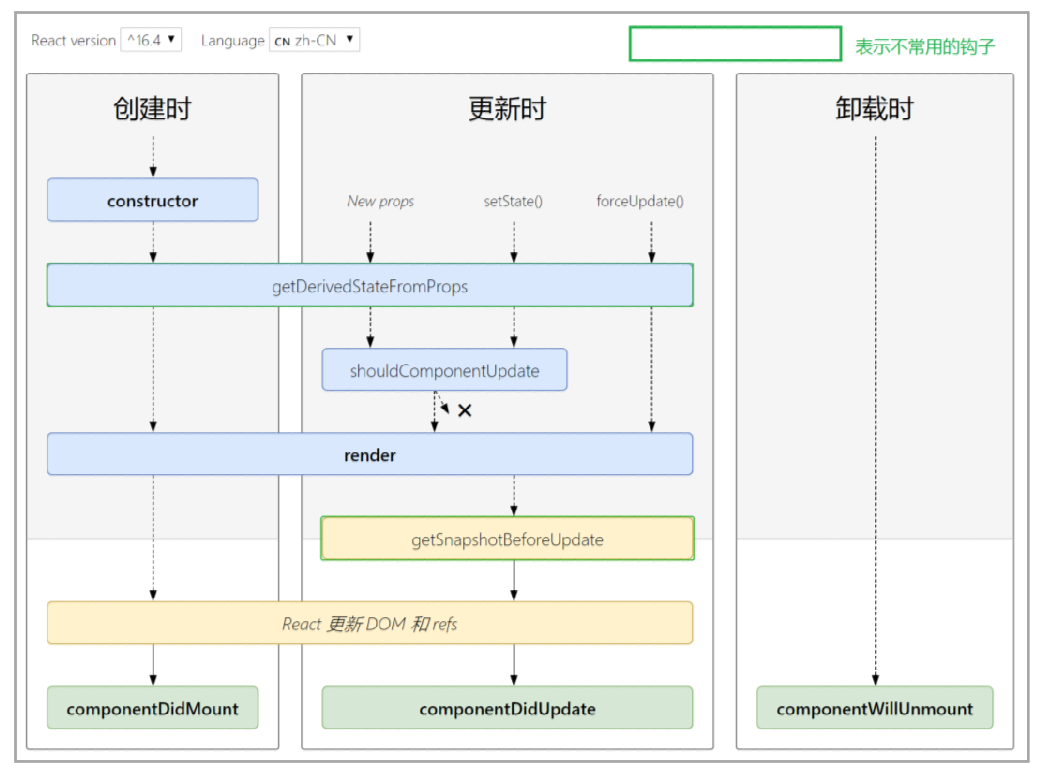 React version ^16.4 ▼ Language CN zh-CN ▼
表示不常用的钩子
创建时
更新时
卸载时
constructor
New props
setState()
forceUpdate()
getDerivedStateFromProps
shouldComponentUpdate
render
getSnapshotBeforeUpdate
React 更新 DOM 和 refs
componentDidMount
componentDidUpdate
componentWillUnmount